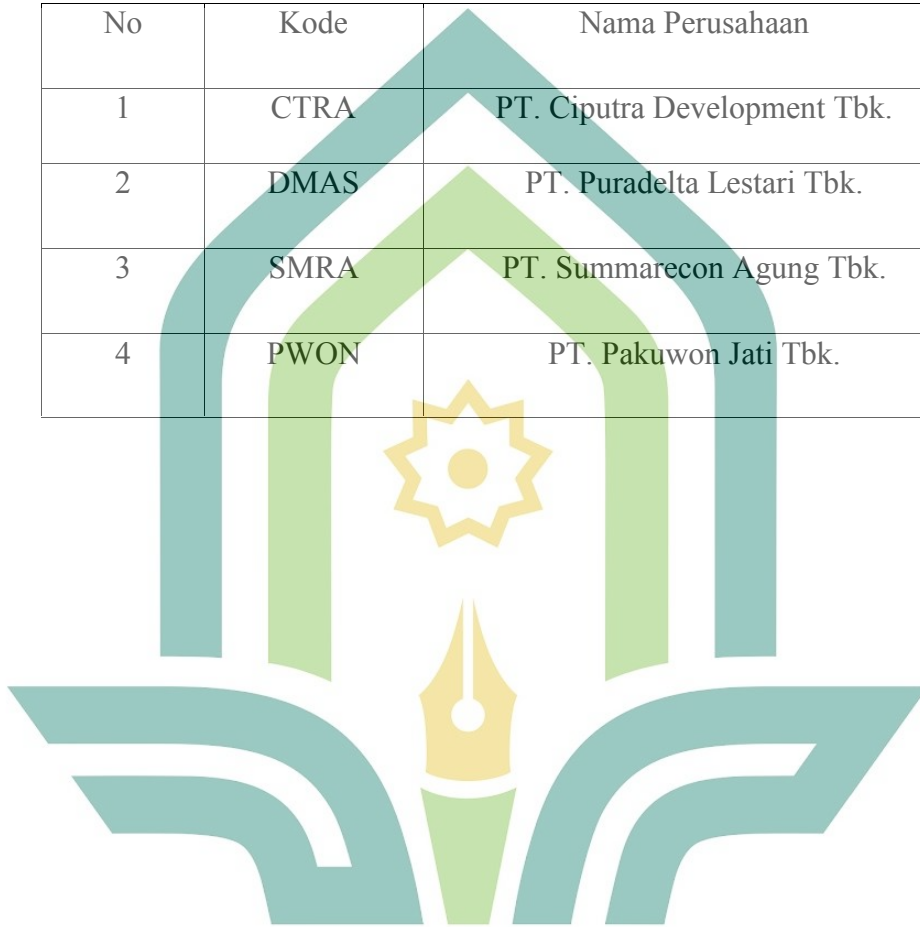 No Kode Nama Perusahaan
1 CTRA PT. Ciputra Development Tbk.
2 DMAS PT. Puradelta Lestari Tbk.
3 SMRA PT. Summarecon Agung Tbk.
4 PWON PT. Pakuwon Jati Tbk.